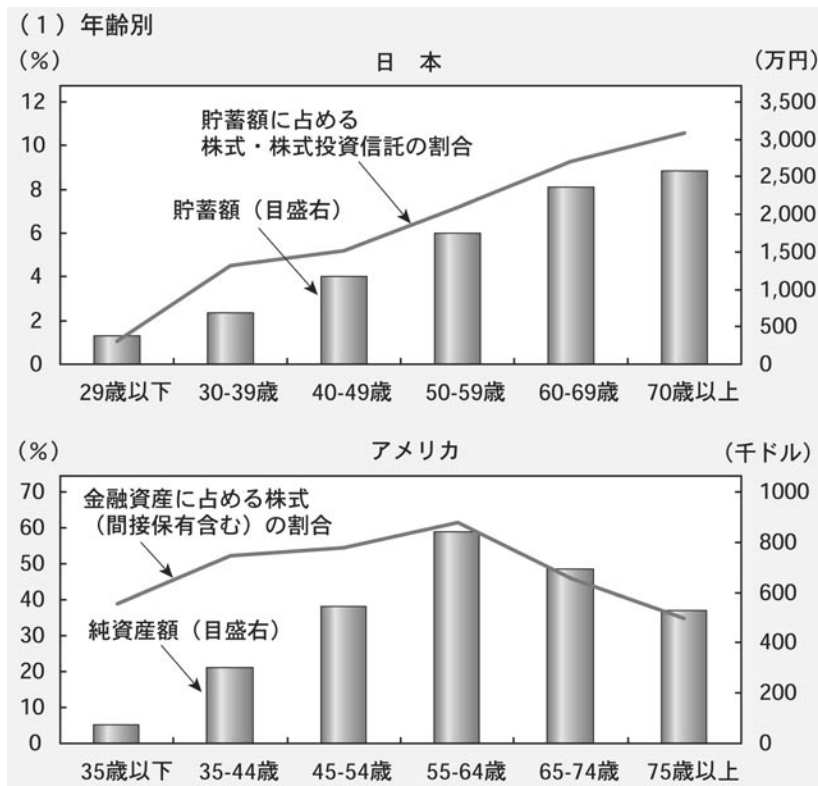 （1）年齢別
（％）
日　本
（万円）
12
10
8
6
4
2
0
貯蓄額に占める
株式・株式投資信託の割合
貯蓄額（目盛右）
3,500
3,000
2,500
2,000
1,500
1,000
500
0
29歳以下
30-39歳
40-49歳
50-59歳
60-69歳
70歳以上
（％）
アメリカ
（千ドル）
70
60
50
40
30
20
10
0
金融資産に占める株式
（間接保有含む）の割合
純資産額（目盛右）
1000
800
600
400
200
0
35歳以下
35-44歳
45-54歳
55-64歳
65-74歳
75歳以上